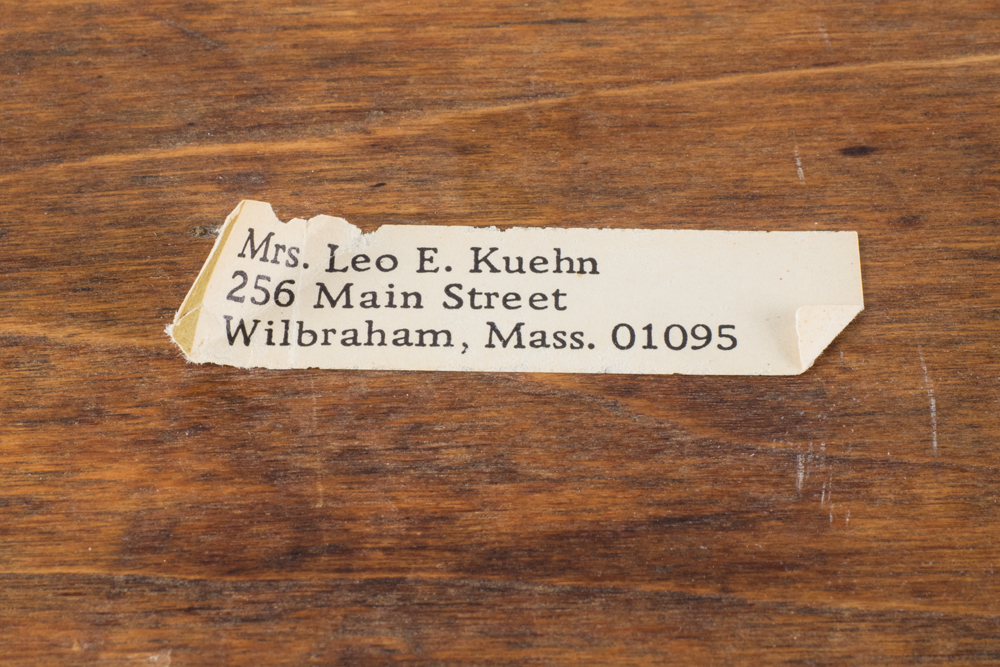 Mrs. Leo E. Kuehn
256 Main Street
Wilbraham, Mass. 01095